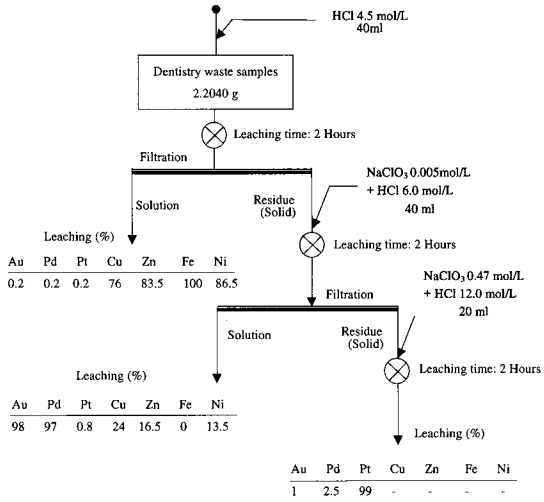 HCl 4.5 mol/L
40ml
Dentistry waste samples
2.2040 g
Leaching time: 2 Hours
Filtration
Solution
Residue
(Solid)
NaClO₃ 0.005mol/L
+ HCl 6.0 mol/L
40 ml
Leaching (%)
Au Pd Pt Cu Zn Fe Ni
0.2 0.2 0.2 76 83.5 100 86.5
Leaching time: 2 Hours
Filtration
Solution
Residue
(Solid)
NaClO₃ 0.47 mol/L
+ HCl 12.0 mol/L
20 ml
Leaching (%)
Au Pd Pt Cu Zn Fe Ni
98 97 0.8 24 16.5 0 13.5
Leaching time: 2 Hours
Leaching (%)
Au Pd Pt Cu Zn Fe Ni
1 2.5 99 - - - -